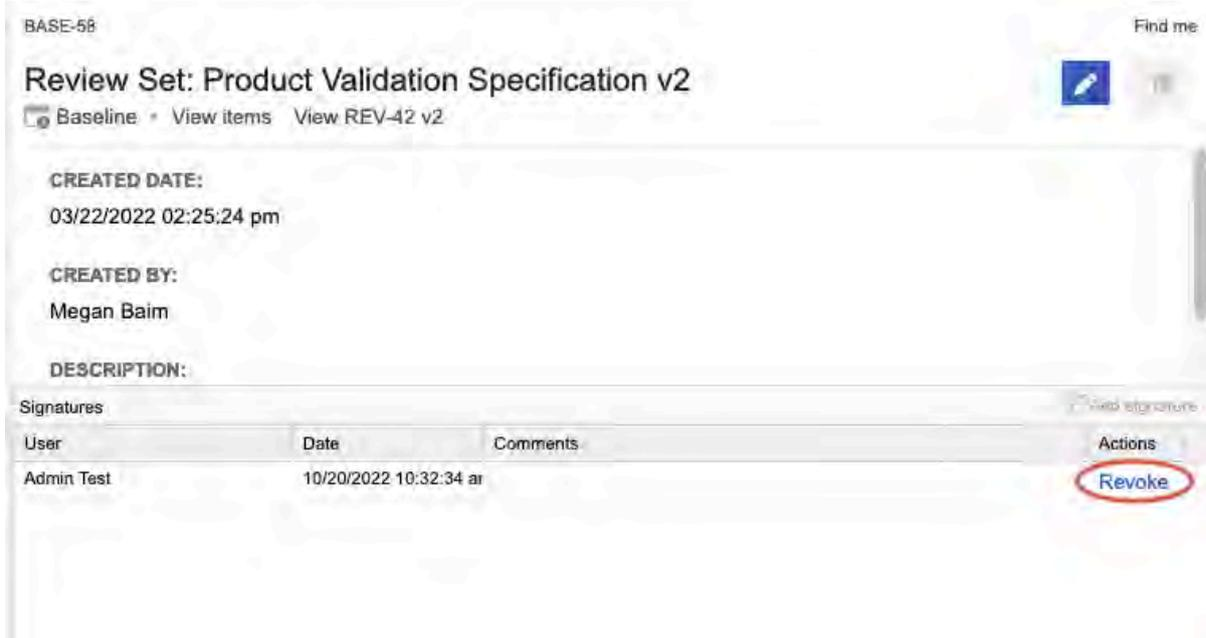 BASE-58
Find me
Review Set: Product Validation Specification v2
Baseline • View items View REV-42 v2
CREATED DATE:
03/22/2022 02:25:24 pm
CREATED BY:
Megan Baim
DESCRIPTION:
Signatures
Add signature
User Date Comments Actions
Admin Test 10/20/2022 10:32:34 ar Revoke